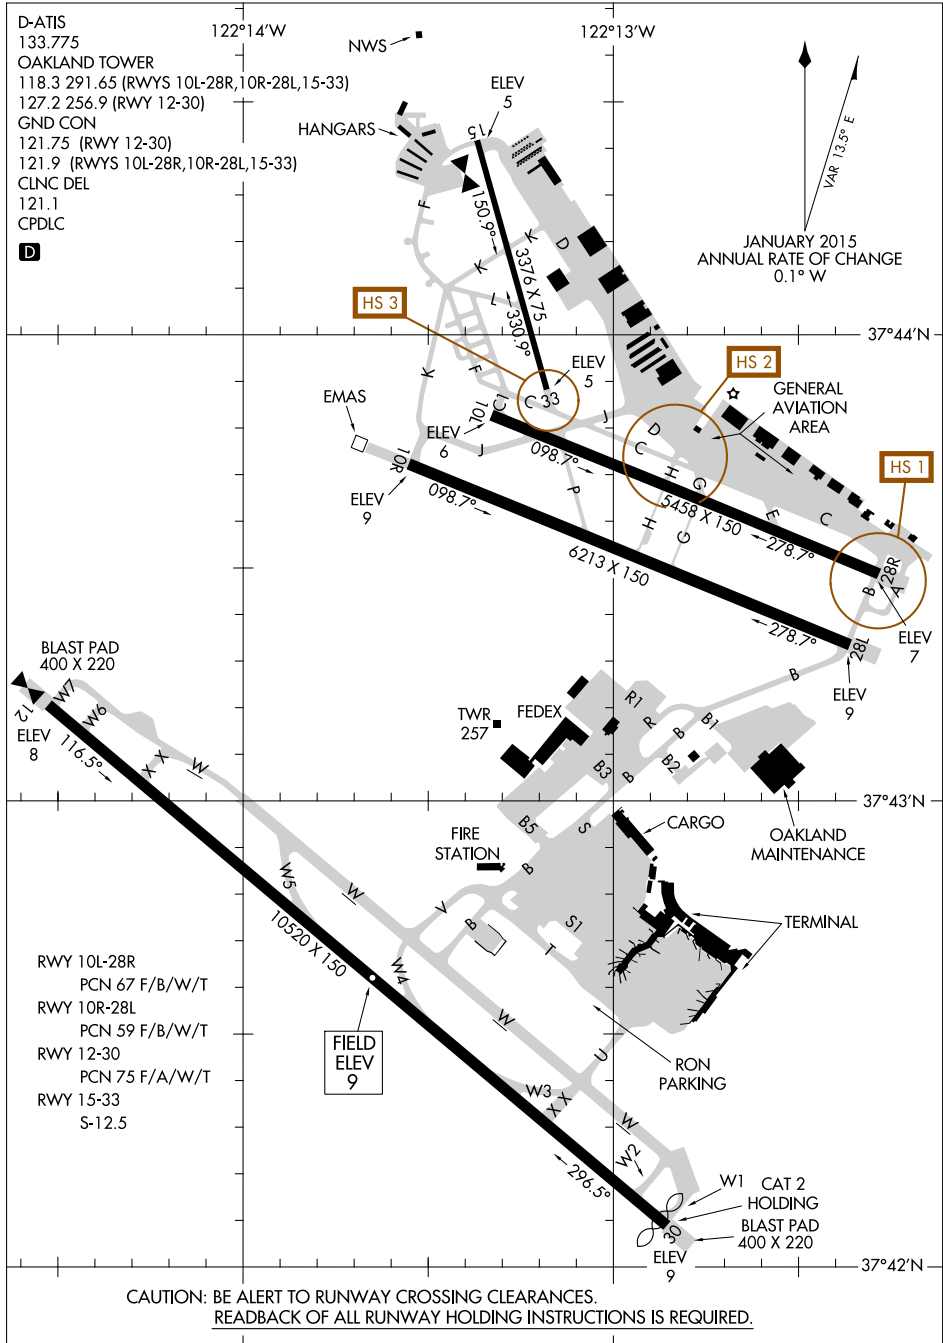 D-ATIS
133.775
OAKLAND TOWER
118.3 291.65 (RWYS 10L-28R,10R-28L,15-33)
127.2 256.9 (RWY 12-30)
GND CON
121.75 (RWY 12-30)
121.9 (RWYS 10L-28R,10R-28L,15-33)
CLNC DEL
121.1
CPDLC
D
122°14'W
122°13'W
NWS
HANGARS
ELEV
5
15
150.9°
3376 X 75
330.9°
F
K
D
K
L
VAR 13.5° E
JANUARY 2015
ANNUAL RATE OF CHANGE
0.1° W
HS 3
37°44'N
HS 2
ELEV
5
33
C
C1
K
F
EMAS
10L
ELEV
6
J
J
GENERAL
AVIATION
AREA
D
C
H
G
HS 1
10R
ELEV
9
098.7°
098.7°
P
5458 X 150
H
G
E
C
278.7°
6213 X 150
28R
B
A
ELEV
7
278.7°
28L
ELEV
9
B
BLAST PAD
400 X 220
W7
W6
12
ELEV
8
116.5°
X X
W
TWR
257
FEDEX
R1
R
B
B1
B2
B3
B
37°43'N
OAKLAND
MAINTENANCE
CARGO
B5
S
FIRE
STATION
B
W5
W
V
B
S1
T
TERMINAL
10520 X 150
W4
RWY 10L-28R
PCN 67 F/B/W/T
RWY 10R-28L
PCN 59 F/B/W/T
RWY 12-30
PCN 75 F/A/W/T
RWY 15-33
S-12.5
FIELD
ELEV
9
W
U
RON
PARKING
W3
X X
W
W2
296.5°
W1
CAT 2
HOLDING
30
BLAST PAD
400 X 220
ELEV
9
37°42'N
CAUTION: BE ALERT TO RUNWAY CROSSING CLEARANCES.
READBACK OF ALL RUNWAY HOLDING INSTRUCTIONS IS REQUIRED.